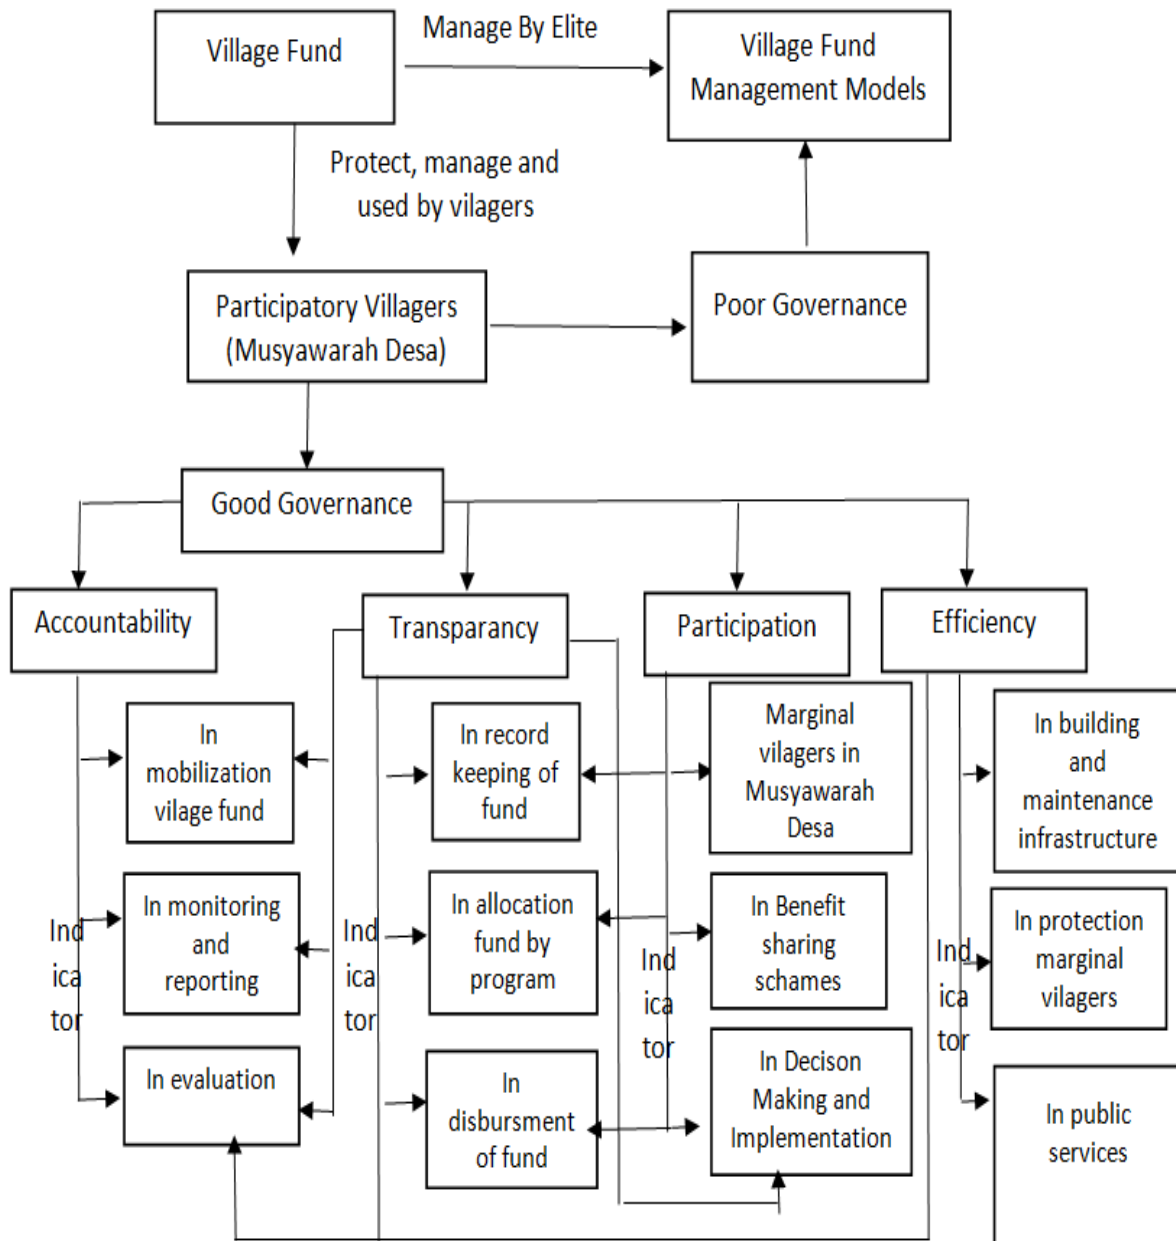 Village Fund
Manage By Elite
Village Fund
Management Models
Protect, manage and
used by vilagers
Participatory Villagers
(Musyawarah Desa)
Poor Governance
Good Governance
Accountability
Transparancy
Participation
Efficiency
In
mobilization
vilage fund
In monitoring
and
reporting
In evaluation
Ind
ica
tor
In record
keeping of
fund
In allocation
fund by
program
In
disbursment
of fund
Ind
ica
tor
Marginal
vilagers in
Musyawarah
Desa
In Benefit
sharing
schames
In Decison
Making and
Implementation
Ind
ica
tor
In building
and
maintenance
infrastructure
In protection
marginal
vilagers
In public
services
Ind
ica
tor